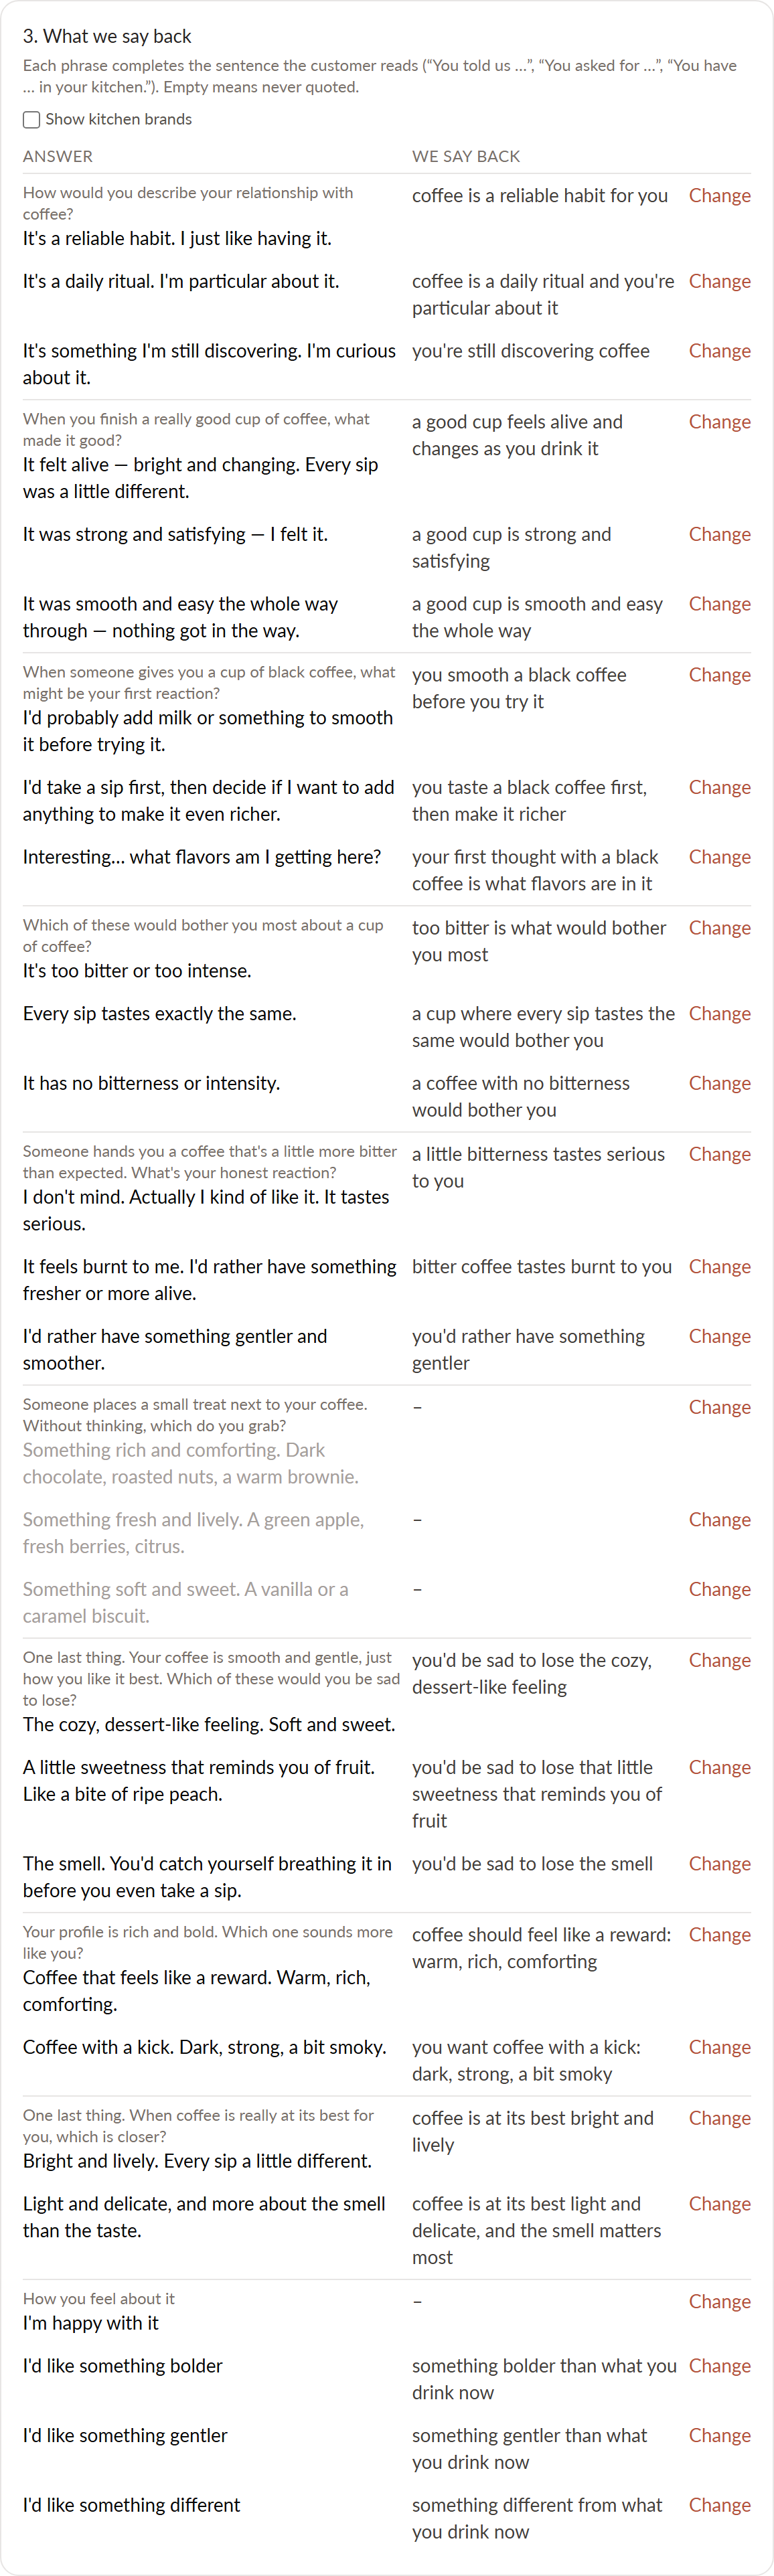 3. What we say back
Each phrase completes the sentence the customer reads (“You told us …”, “You asked for …”, “You have
… in your kitchen.”). Empty means never quoted.
Show kitchen brands
ANSWER WE SAY BACK
How would you describe your relationship with
coffee?
It's a reliable habit. I just like having it.
coffee is a reliable habit for you
Change
It's a daily ritual. I'm particular about it.
coffee is a daily ritual and you're
particular about it
Change
It's something I'm still discovering. I'm curious
about it.
you're still discovering coffee
Change
When you finish a really good cup of coffee, what
made it good?
It felt alive — bright and changing. Every sip
was a little different.
a good cup feels alive and
changes as you drink it
Change
It was strong and satisfying — I felt it.
a good cup is strong and
satisfying
Change
It was smooth and easy the whole way
through — nothing got in the way.
a good cup is smooth and easy
the whole way
Change
When someone gives you a cup of black coffee, what
might be your first reaction?
I'd probably add milk or something to smooth
it before trying it.
you smooth a black coffee
before you try it
Change
I'd take a sip first, then decide if I want to add
anything to make it even richer.
you taste a black coffee first,
then make it richer
Change
Interesting... what flavors am I getting here?
your first thought with a black
coffee is what flavors are in it
Change
Which of these would bother you most about a cup
of coffee?
It's too bitter or too intense.
too bitter is what would bother
you most
Change
Every sip tastes exactly the same.
a cup where every sip tastes the
same would bother you
Change
It has no bitterness or intensity.
a coffee with no bitterness
would bother you
Change
Someone hands you a coffee that's a little more bitter
than expected. What's your honest reaction?
I don't mind. Actually I kind of like it. It tastes
serious.
a little bitterness tastes serious
to you
Change
It feels burnt to me. I'd rather have something
fresher or more alive.
bitter coffee tastes burnt to you
Change
I'd rather have something gentler and
smoother.
you'd rather have something
gentler
Change
Someone places a small treat next to your coffee.
Without thinking, which do you grab?
Something rich and comforting. Dark
chocolate, roasted nuts, a warm brownie.
–
Change
Something fresh and lively. A green apple,
fresh berries, citrus.
–
Change
Something soft and sweet. A vanilla or a
caramel biscuit.
–
Change
One last thing. Your coffee is smooth and gentle, just
how you like it best. Which of these would you be sad
to lose?
The cozy, dessert-like feeling. Soft and sweet.
you'd be sad to lose the cozy,
dessert-like feeling
Change
A little sweetness that reminds you of fruit.
Like a bite of ripe peach.
you'd be sad to lose that little
sweetness that reminds you of
fruit
Change
The smell. You'd catch yourself breathing it in
before you even take a sip.
you'd be sad to lose the smell
Change
Your profile is rich and bold. Which one sounds more
like you?
Coffee that feels like a reward. Warm, rich,
comforting.
coffee should feel like a reward:
warm, rich, comforting
Change
Coffee with a kick. Dark, strong, a bit smoky.
you want coffee with a kick:
dark, strong, a bit smoky
Change
One last thing. When coffee is really at its best for
you, which is closer?
Bright and lively. Every sip a little different.
coffee is at its best bright and
lively
Change
Light and delicate, and more about the smell
than the taste.
coffee is at its best light and
delicate, and the smell matters
most
Change
How you feel about it
I'm happy with it
–
Change
I'd like something bolder
something bolder than what you
drink now
Change
I'd like something gentler
something gentler than what
you drink now
Change
I'd like something different
something different from what
you drink now
Change